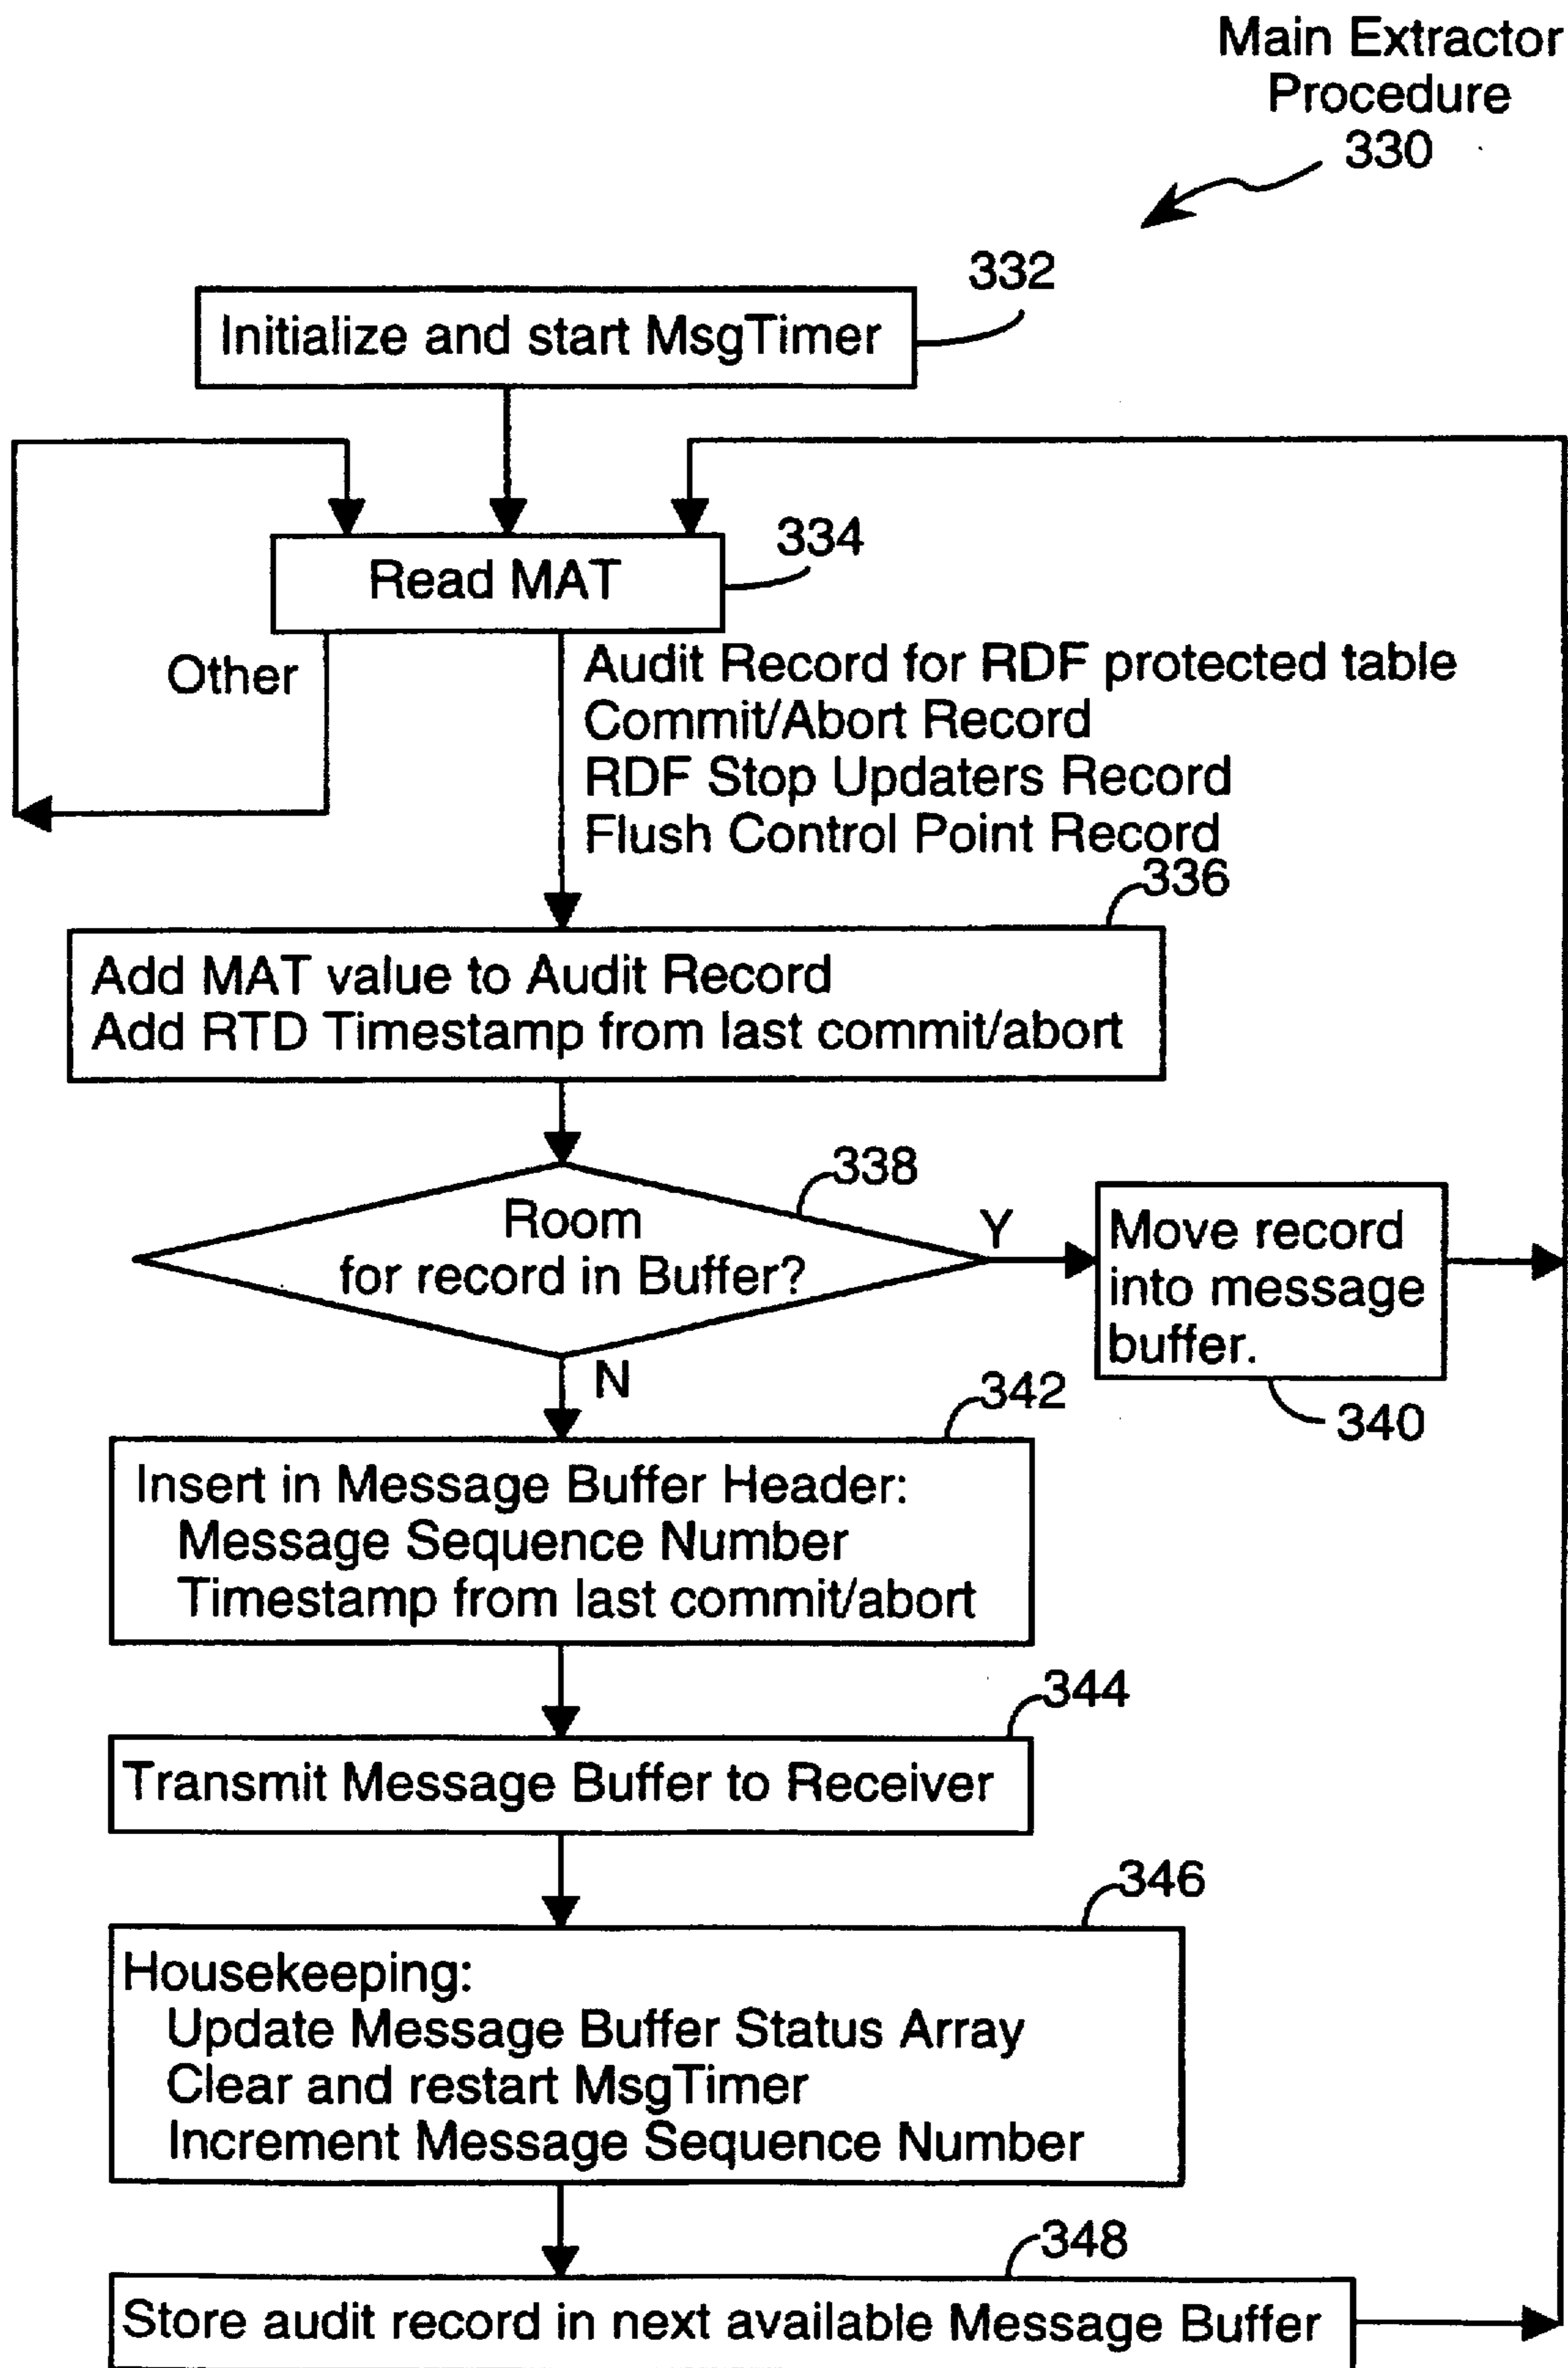 Main Extractor
Procedure
330
332
Initialize and start MsgTimer
334
Read MAT
Other
Audit Record for RDF protected table
Commit/Abort Record
RDF Stop Updaters Record
Flush Control Point Record
336
Add MAT value to Audit Record
Add RTD Timestamp from last commit/abort
338
Room
for record in Buffer?
Y
Move record
into message
buffer.
340
N
342
Insert in Message Buffer Header:
Message Sequence Number
Timestamp from last commit/abort
344
Transmit Message Buffer to Receiver
346
Housekeeping:
Update Message Buffer Status Array
Clear and restart MsgTimer
Increment Message Sequence Number
348
Store audit record in next available Message Buffer